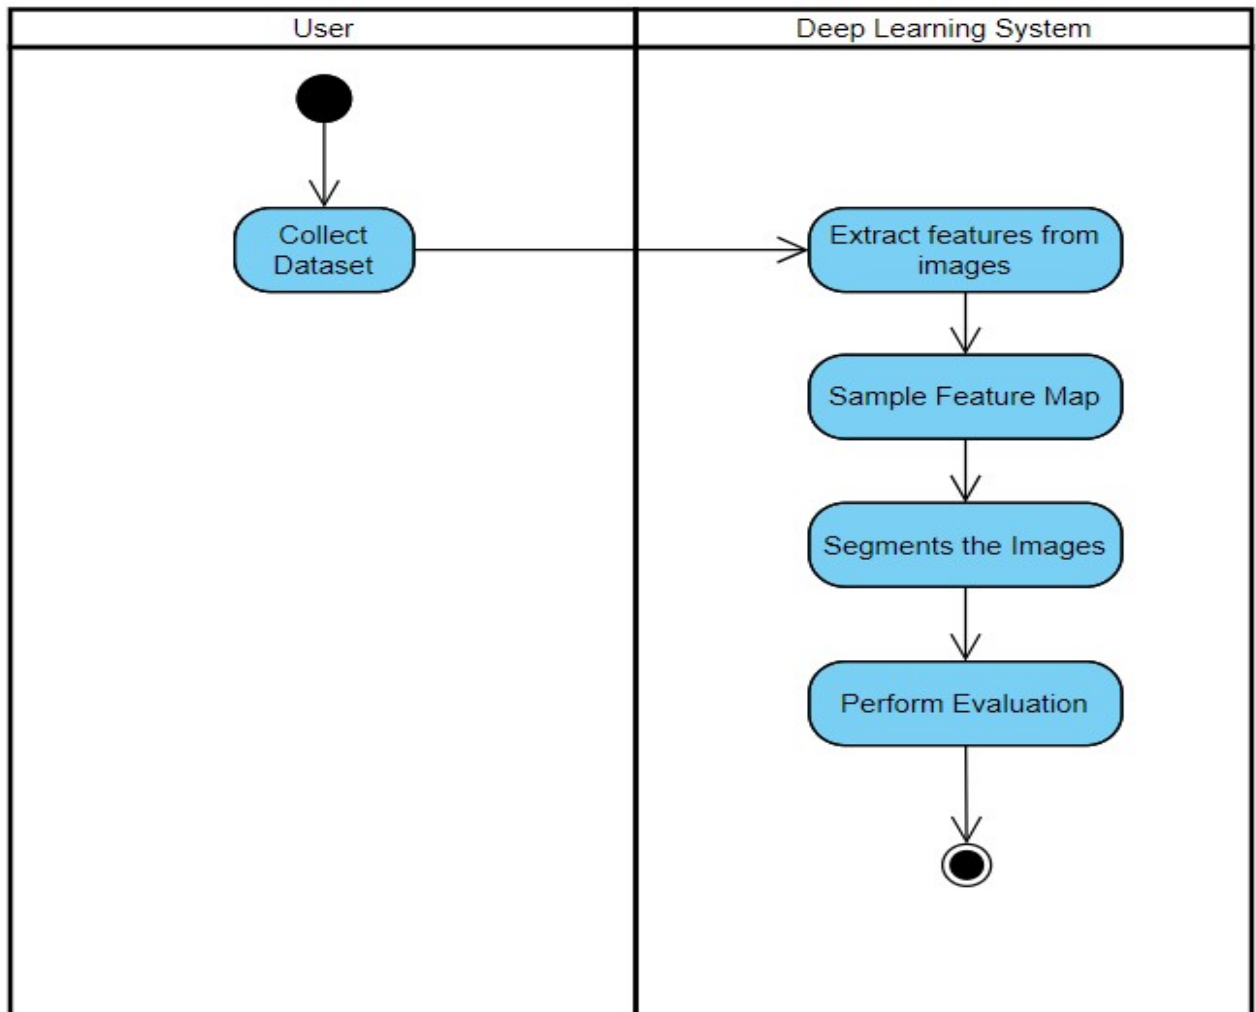 User
Deep Learning System
Collect
Dataset
Extract features from
images
Sample Feature Map
Segments the Images
Perform Evaluation